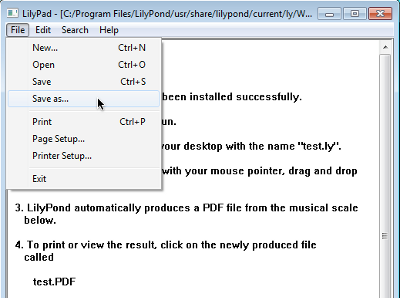 LilyPad - [C:/Program Files/LilyPond/usr/share/lilypond/current/ly/W...
File Edit Search Help
New... Ctrl+N
Open Ctrl+O
Save Ctrl+S
Save as...
Print Ctrl+P
Page Setup...
Printer Setup...
Exit
been installed successfully.
un.
your desktop with the name "test.ly".
with your mouse pointer, drag and drop
3. LilyPond automatically produces a PDF file from the musical scale
below.
4. To print or view the result, click on the newly produced file
called
test.PDF